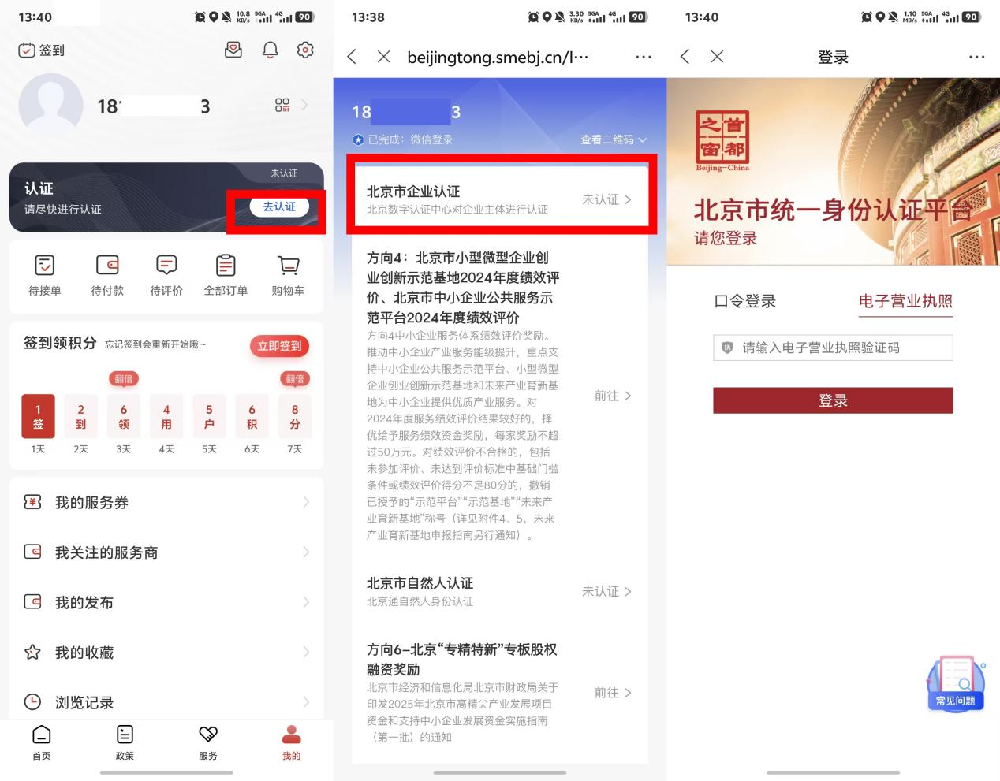 13:40
10.8 KB/s 5GA 4G 90
签到
18 3
未认证
认证
请尽快进行认证
去认证
待接单
待付款
待评价
全部订单
购物车
签到领积分 忘记签到会重新开始哦~
立即签到
翻倍
翻倍
1 2 6 4 5 6 8
签 到 领 用 户 积 分
1天 2天 3天 4天 5天 6天 7天
我的服务券
我关注的服务商
我的发布
我的收藏
浏览记录
首页
政策
服务
我的
13:38
3.30 KB/s 5GA 4G 90
beijingtong.smebj.cn/l···
18 3
已完成：微信登录
查看二维码
北京市企业认证
北京数字认证中心对企业主体进行认证
未认证
方向4：北京市小型微型企业创
业创新示范基地2024年度绩效评
价、北京市中小企业公共服务示
范平台2024年度绩效评价
方向4中小企业服务体系绩效评价奖励。
推动中小企业产业服务能级提升，重点支
持中小企业公共服务示范平台、小型微型
企业创业创新示范基地和未来产业育新基
地为中小企业提供优质产业服务。对
2024年度服务绩效评价结果较好的，择
优给予服务绩效资金奖励，每家奖励不超
过50万元。对绩效评价不合格的，包括
未参加评价、未达到评价标准中基础门槛
条件或绩效评价得分不足80分的，撤销
已授予的“示范平台”“示范基地”“未来产
业育新基地”称号（详见附件4、5，未来
产业育新基地申报指南另行通知）。
前往
北京市自然人认证
北京通自然人身份认证
未认证
方向6-北京“专精特新”专板股权
融资奖励
北京市经济和信息化局北京市财政局关于
印发2025年北京市高精尖产业发展项目
资金和支持中小企业发展资金实施指南
（第一批）的通知
前往
13:40
1.10 MB/s 5GA 4G 90
登录
首都之窗
Beijing-China
北京市统一身份认证平台
请您登录
口令登录
电子营业执照
请输入电子营业执照验证码
登录
常见问题